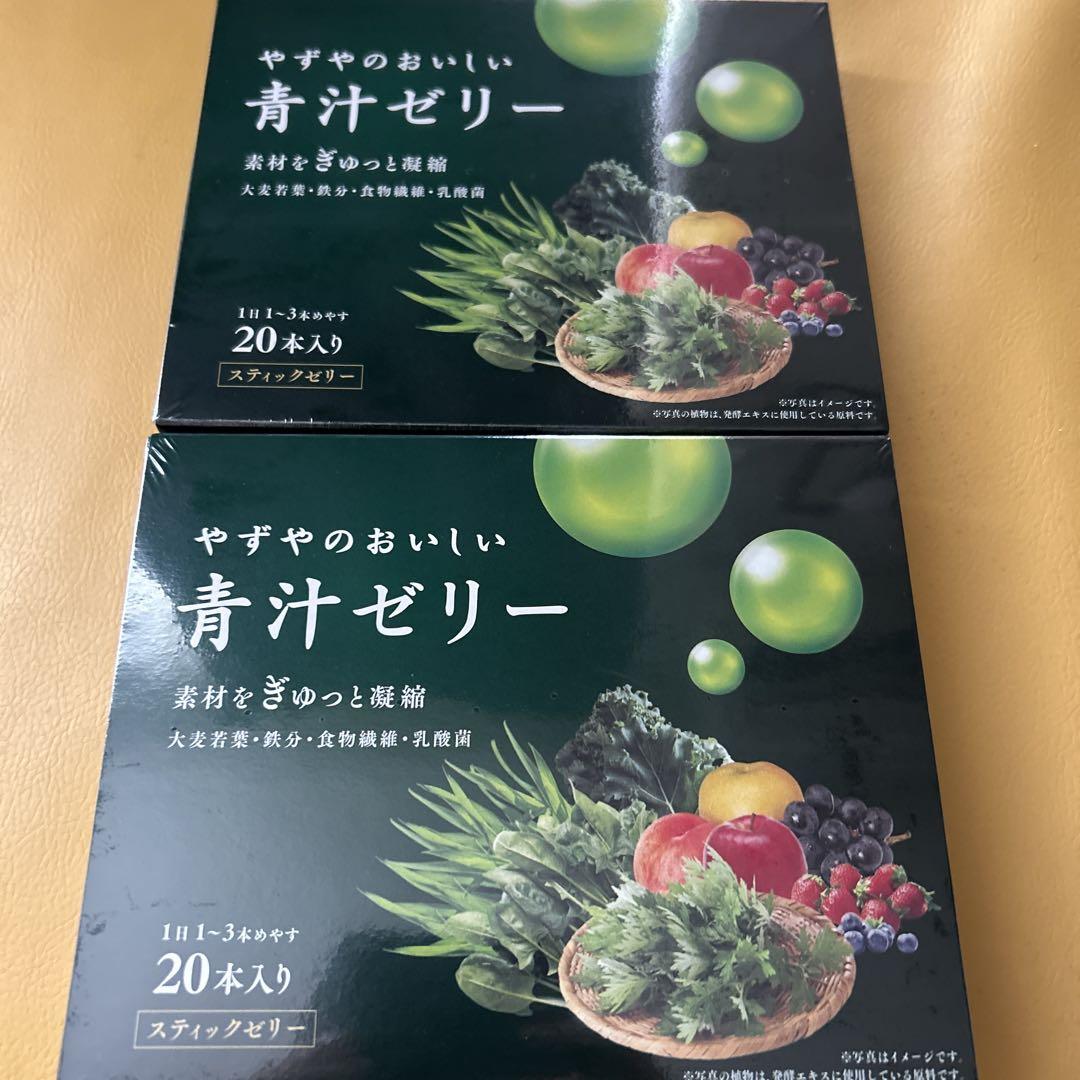 やずやのおいしい
青汁ゼリー
素材をぎゅっと凝縮
大麦若葉・鉄分・食物繊維・乳酸菌
1日1~3本めやす
20本入り
スティックゼリー
※写真はイメージです。
※写真の植物は、発酵エキスに使用している原料です。
やずやのおいしい
青汁ゼリー
素材をぎゅっと凝縮
大麦若葉・鉄分・食物繊維・乳酸菌
1日1~3本めやす
20本入り
スティックゼリー
※写真はイメージです。
※写真の植物は、発酵エキスに使用している原料です。